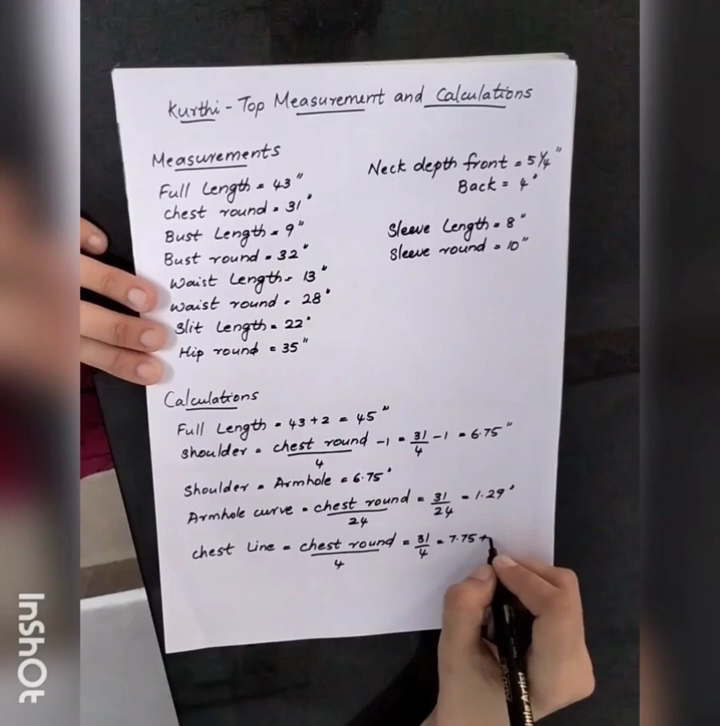 Kurthi - Top Measurement and Calculations
Measurements
Full Length = 43"
chest round = 31"
Bust Length = 9"
Bust round = 32"
Waist Length = 13"
waist round = 28"
Slit Length = 22"
Hip round = 35"
Neck depth front = 5 1/4"
Back = 4"
Sleeve Length = 8"
Sleeve round = 10"
Calculations
Full Length = 43 + 2 = 45"
Shoulder = chest round/4 - 1 = 31/4 - 1 = 6.75"
Shoulder = Armhole = 6.75"
Armhole curve = chest round/24 = 31/24 = 1.29"
chest Line = chest round/4 = 31/4 = 7.75 +
Little Artist
InShOt